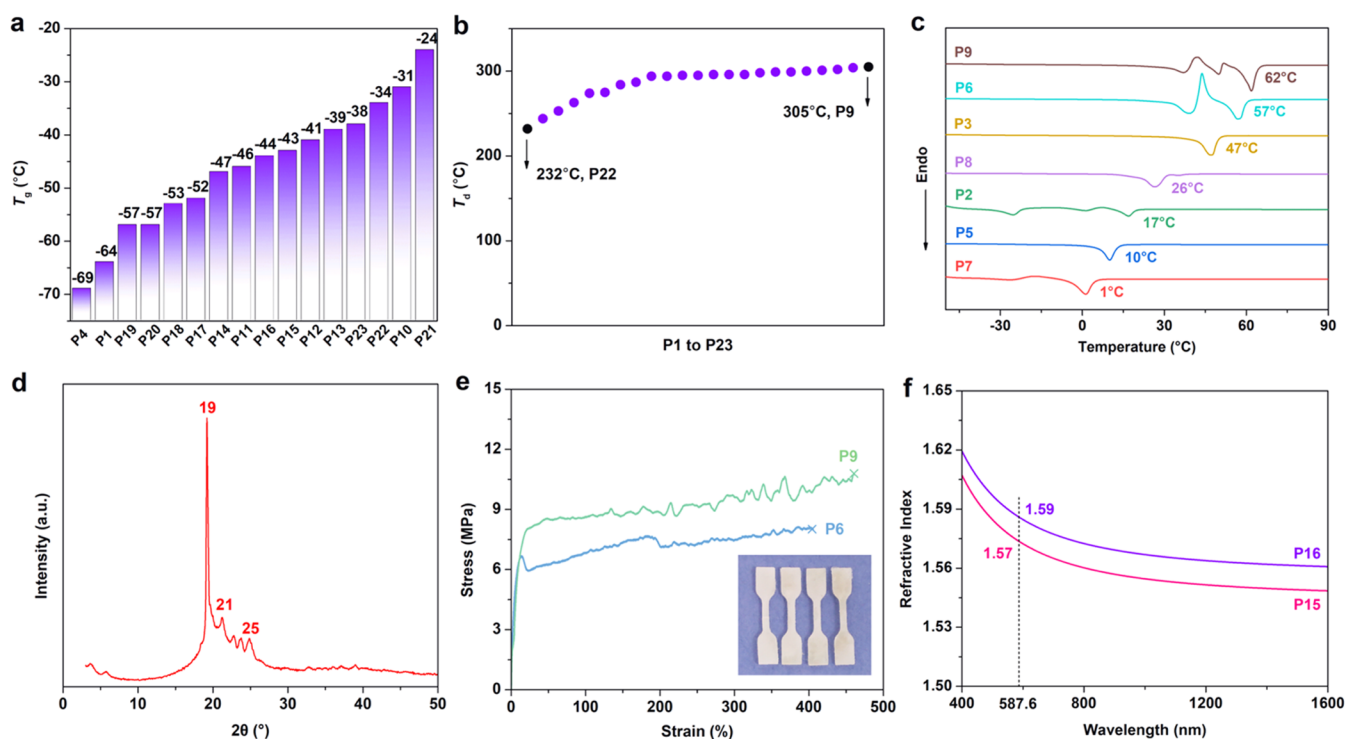 a
-20
-30
-40
-50
-60
-70
Tg (°C)
-69
-64
-57
-57
-53
-52
-47
-46
-44
-43
-41
-39
-38
-34
-31
-24
P4
P1
P19
P20
P18
P17
P14
P11
P16
P15
P12
P13
P23
P22
P10
P21
b
300
200
100
0
Td (°C)
232°C, P22
305°C, P9
P1 to P23
c
Endo
P9
62°C
P6
57°C
P3
47°C
P8
26°C
P2
17°C
P5
10°C
P7
1°C
-30
0
30
60
90
Temperature (°C)
d
Intensity (a.u.)
19
21
25
0
10
20
30
40
50
2θ (°)
e
15
12
9
6
3
0
Stress (MPa)
P9
P6
0
100
200
300
400
500
Strain (%)
f
1.65
1.62
1.59
1.56
1.53
1.50
Refractive Index
1.59
1.57
P16
P15
400
587.6
800
1200
1600
Wavelength (nm)